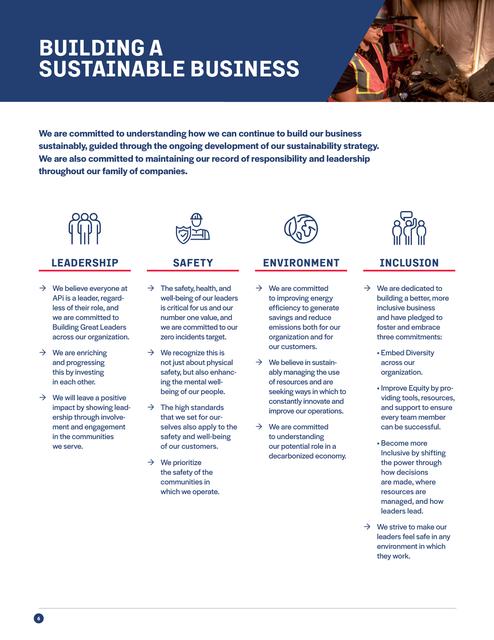 BUILDING A
SUSTAINABLE BUSINESS
We are committed to understanding how we can continue to build our business
sustainably, guided through the ongoing development of our sustainability strategy.
We are also committed to maintaining our record of responsibility and leadership
throughout our family of companies.
LEADERSHIP
→ We believe everyone at
APi is a leader, regard-
less of their role, and
we are committed to
Building Great Leaders
across our organization.
→ We are enriching
and progressing
this by investing
in each other.
→ We will leave a positive
impact by showing lead-
ership through involve-
ment and engagement
in the communities
we serve.
SAFETY
→ The safety, health, and
well-being of our leaders
is critical for us and our
number one value, and
we are committed to our
zero incidents target.
→ We recognize this is
not just about physical
safety, but also enhanc-
ing the mental well-
being of our people.
→ The high standards
that we set for our-
selves also apply to the
safety and well-being
of our customers.
→ We prioritize
the safety of the
communities in
which we operate.
ENVIRONMENT
→ We are committed
to improving energy
efficiency to generate
savings and reduce
emissions both for our
organization and for
our customers.
→ We believe in sustain-
ably managing the use
of resources and are
seeking ways in which to
constantly innovate and
improve our operations.
→ We are committed
to understanding
our potential role in a
decarbonized economy.
INCLUSION
→ We are dedicated to
building a better, more
inclusive business
and have pledged to
foster and embrace
three commitments:
• Embed Diversity
across our
organization.
• Improve Equity by pro-
viding tools, resources,
and support to ensure
every team member
can be successful.
• Become more
Inclusive by shifting
the power through
how decisions
are made, where
resources are
managed, and how
leaders lead.
→ We strive to make our
leaders feel safe in any
environment in which
they work.
6